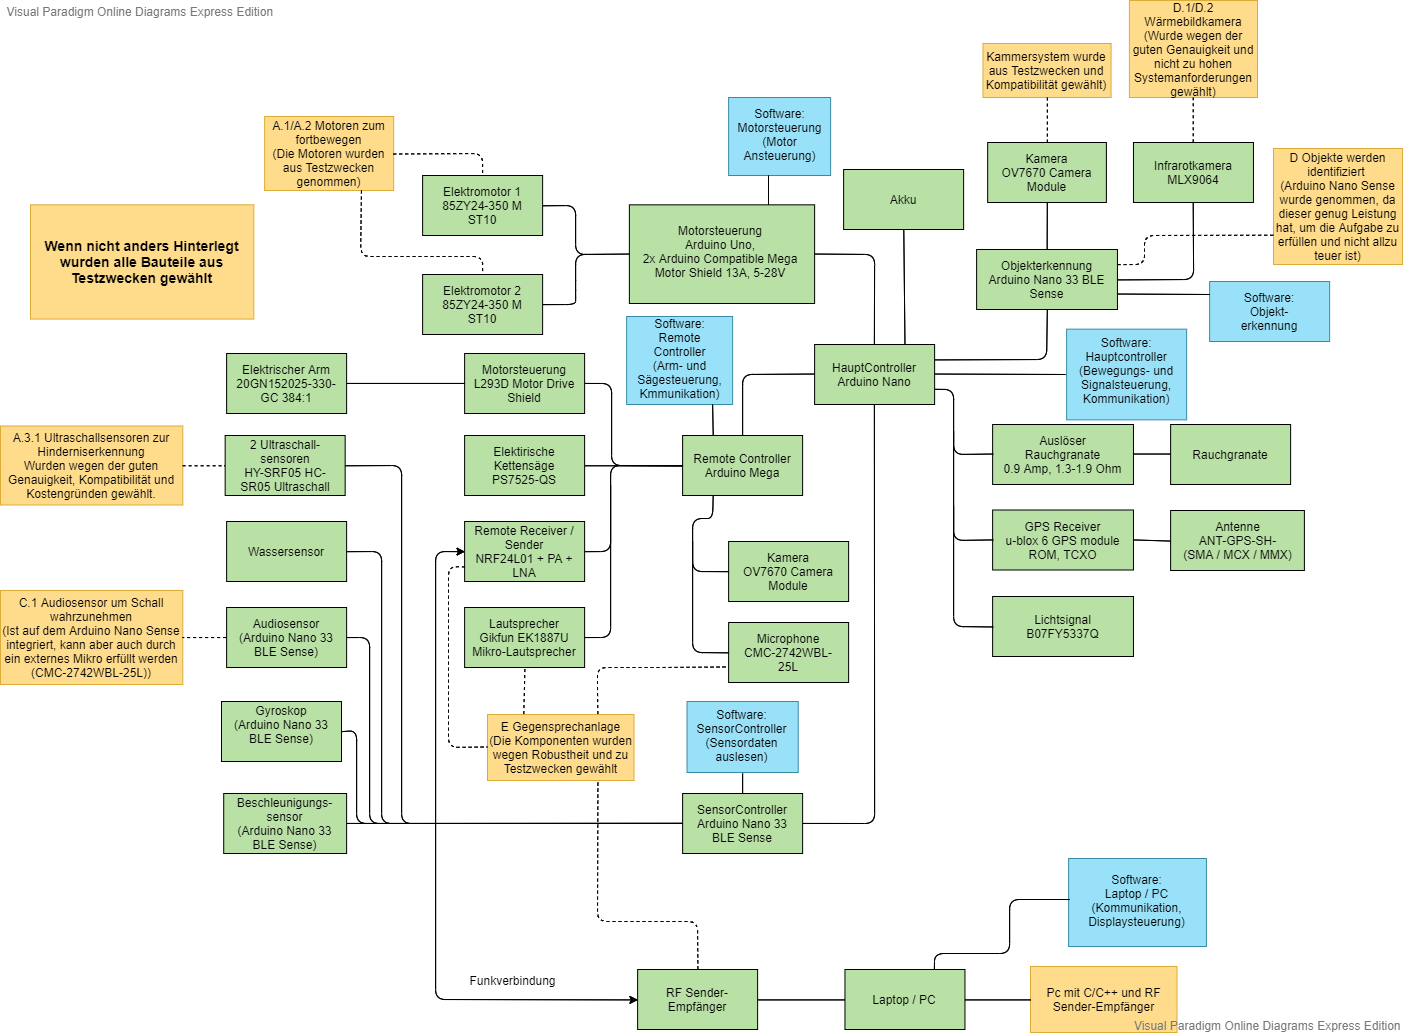 Visual Paradigm Online Diagrams Express Edition
D.1/D.2
Wärmebildkamera
(Wurde wegen der
guten Genauigkeit und
nicht zu hohen
Systemanforderungen
gewählt)
Kammersystem wurde
aus Testzwecken und
Kompatibilität gewählt)
Software:
Motorsteuerung
(Motor
Ansteuerung)
A.1/A.2 Motoren zum
fortbewegen
(Die Motoren wurden
aus Testzwecken
genommen)
Kamera
OV7670 Camera
Module
Infrarotkamera
MLX9064
D Objekte werden
identifiziert
(Arduino Nano Sense
wurde genommen, da
dieser genug Leistung
hat, um die Aufgabe zu
erfüllen und nicht allzu
teuer ist)
Elektromotor 1
85ZY24-350 M
ST10
Akku
Wenn nicht anders Hinterlegt
wurden alle Bauteile aus
Testzwecken gewählt
Motorsteuerung
Arduino Uno,
2x Arduino Compatible Mega
Motor Shield 13A, 5-28V
Objekterkennung
Arduino Nano 33 BLE
Sense
Elektromotor 2
85ZY24-350 M
ST10
Software:
Objekt-
erkennung
Software:
Remote
Controller
(Arm- und
Sägesteuerung,
Kmmunikation)
Software:
Hauptcontroller
(Bewegungs- und
Signalsteuerung,
Kommunikation)
HauptController
Arduino Nano
Elektrischer Arm
20GN152025-330-
GC 384:1
Motorsteuerung
L293D Motor Drive
Shield
A.3.1 Ultraschallsensoren zur
Hinderniserkennung
Wurden wegen der guten
Genauigkeit, Kompatibilität und
Kostengründen gewählt.
2 Ultraschall-
sensoren
HY-SRF05 HC-
SR05 Ultraschall
Elektirische
Kettensäge
PS7525-QS
Remote Controller
Arduino Mega
Auslöser
Rauchgranate
0.9 Amp, 1.3-1.9 Ohm
Rauchgranate
Wassersensor
Remote Receiver /
Sender
NRF24L01 + PA +
LNA
Kamera
OV7670 Camera
Module
GPS Receiver
u-blox 6 GPS module
ROM, TCXO
Antenne
ANT-GPS-SH-
(SMA / MCX / MMX)
C.1 Audiosensor um Schall
wahrzunehmen
(Ist auf dem Arduino Nano Sense
integriert, kann aber auch durch
ein externes Mikro erfüllt werden
(CMC-2742WBL-25L))
Audiosensor
(Arduino Nano 33
BLE Sense)
Lautsprecher
Gikfun EK1887U
Mikro-Lautsprecher
Microphone
CMC-2742WBL-
25L
Lichtsignal
B07FY5337Q
Gyroskop
(Arduino Nano 33
BLE Sense)
E Gegensprechanlage
(Die Komponenten wurden
wegen Robustheit und zu
Testzwecken gewählt
Software:
SensorController
(Sensordaten
auslesen)
Beschleunigungs-
sensor
(Arduino Nano 33
BLE Sense)
SensorController
Arduino Nano 33
BLE Sense
Software:
Laptop / PC
(Kommunikation,
Displaysteuerung)
Funkverbindung
RF Sender-
Empfänger
Laptop / PC
Pc mit C/C++ und RF
Sender-Empfänger
Visual Paradigm Online Diagrams Express Edition